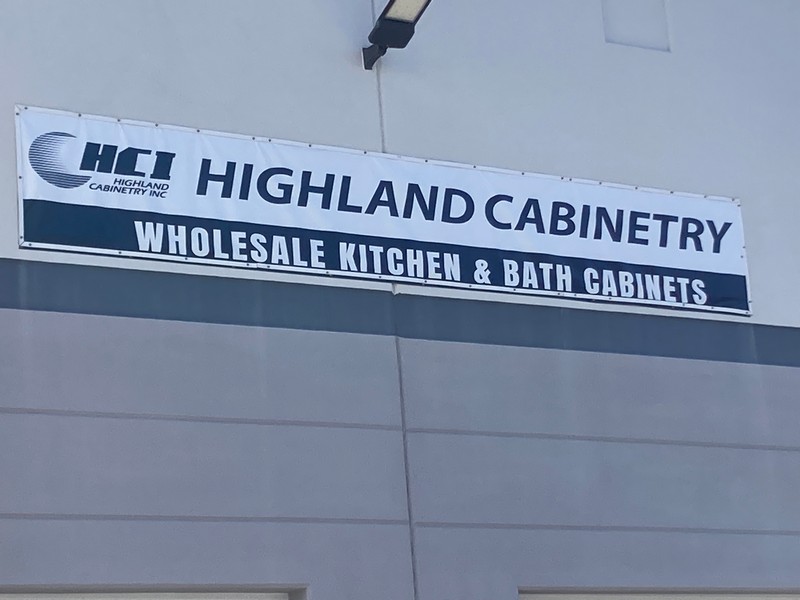 HCI
HIGHLAND
CABINETRY INC
HIGHLAND CABINETRY
WHOLESALE KITCHEN & BATH CABINETS